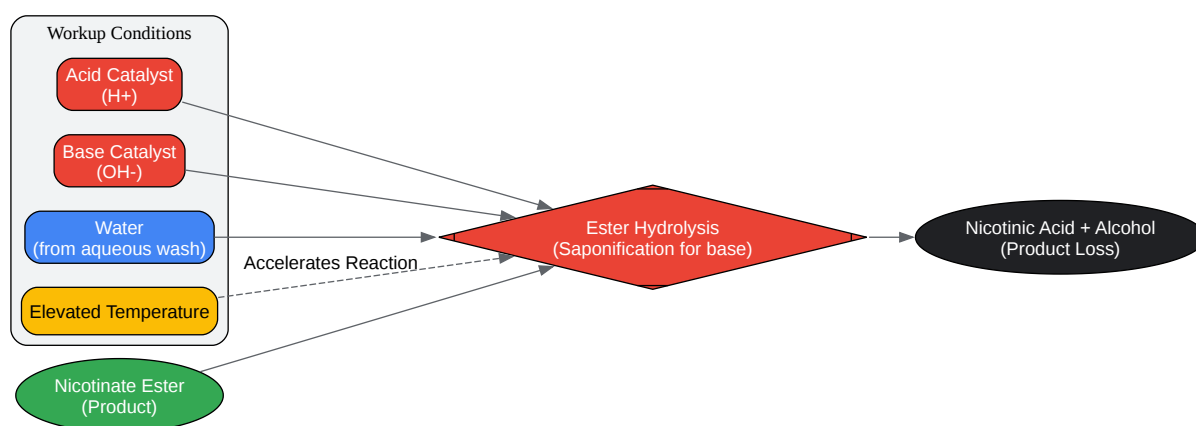 Workup Conditions
Acid Catalyst
(H+)
Base Catalyst
(OH-)
Water
(from aqueous wash)
Elevated Temperature
Nicotinate Ester
(Product)
Accelerates Reaction
Ester Hydrolysis
(Saponification for base)
Nicotinic Acid + Alcohol
(Product Loss)